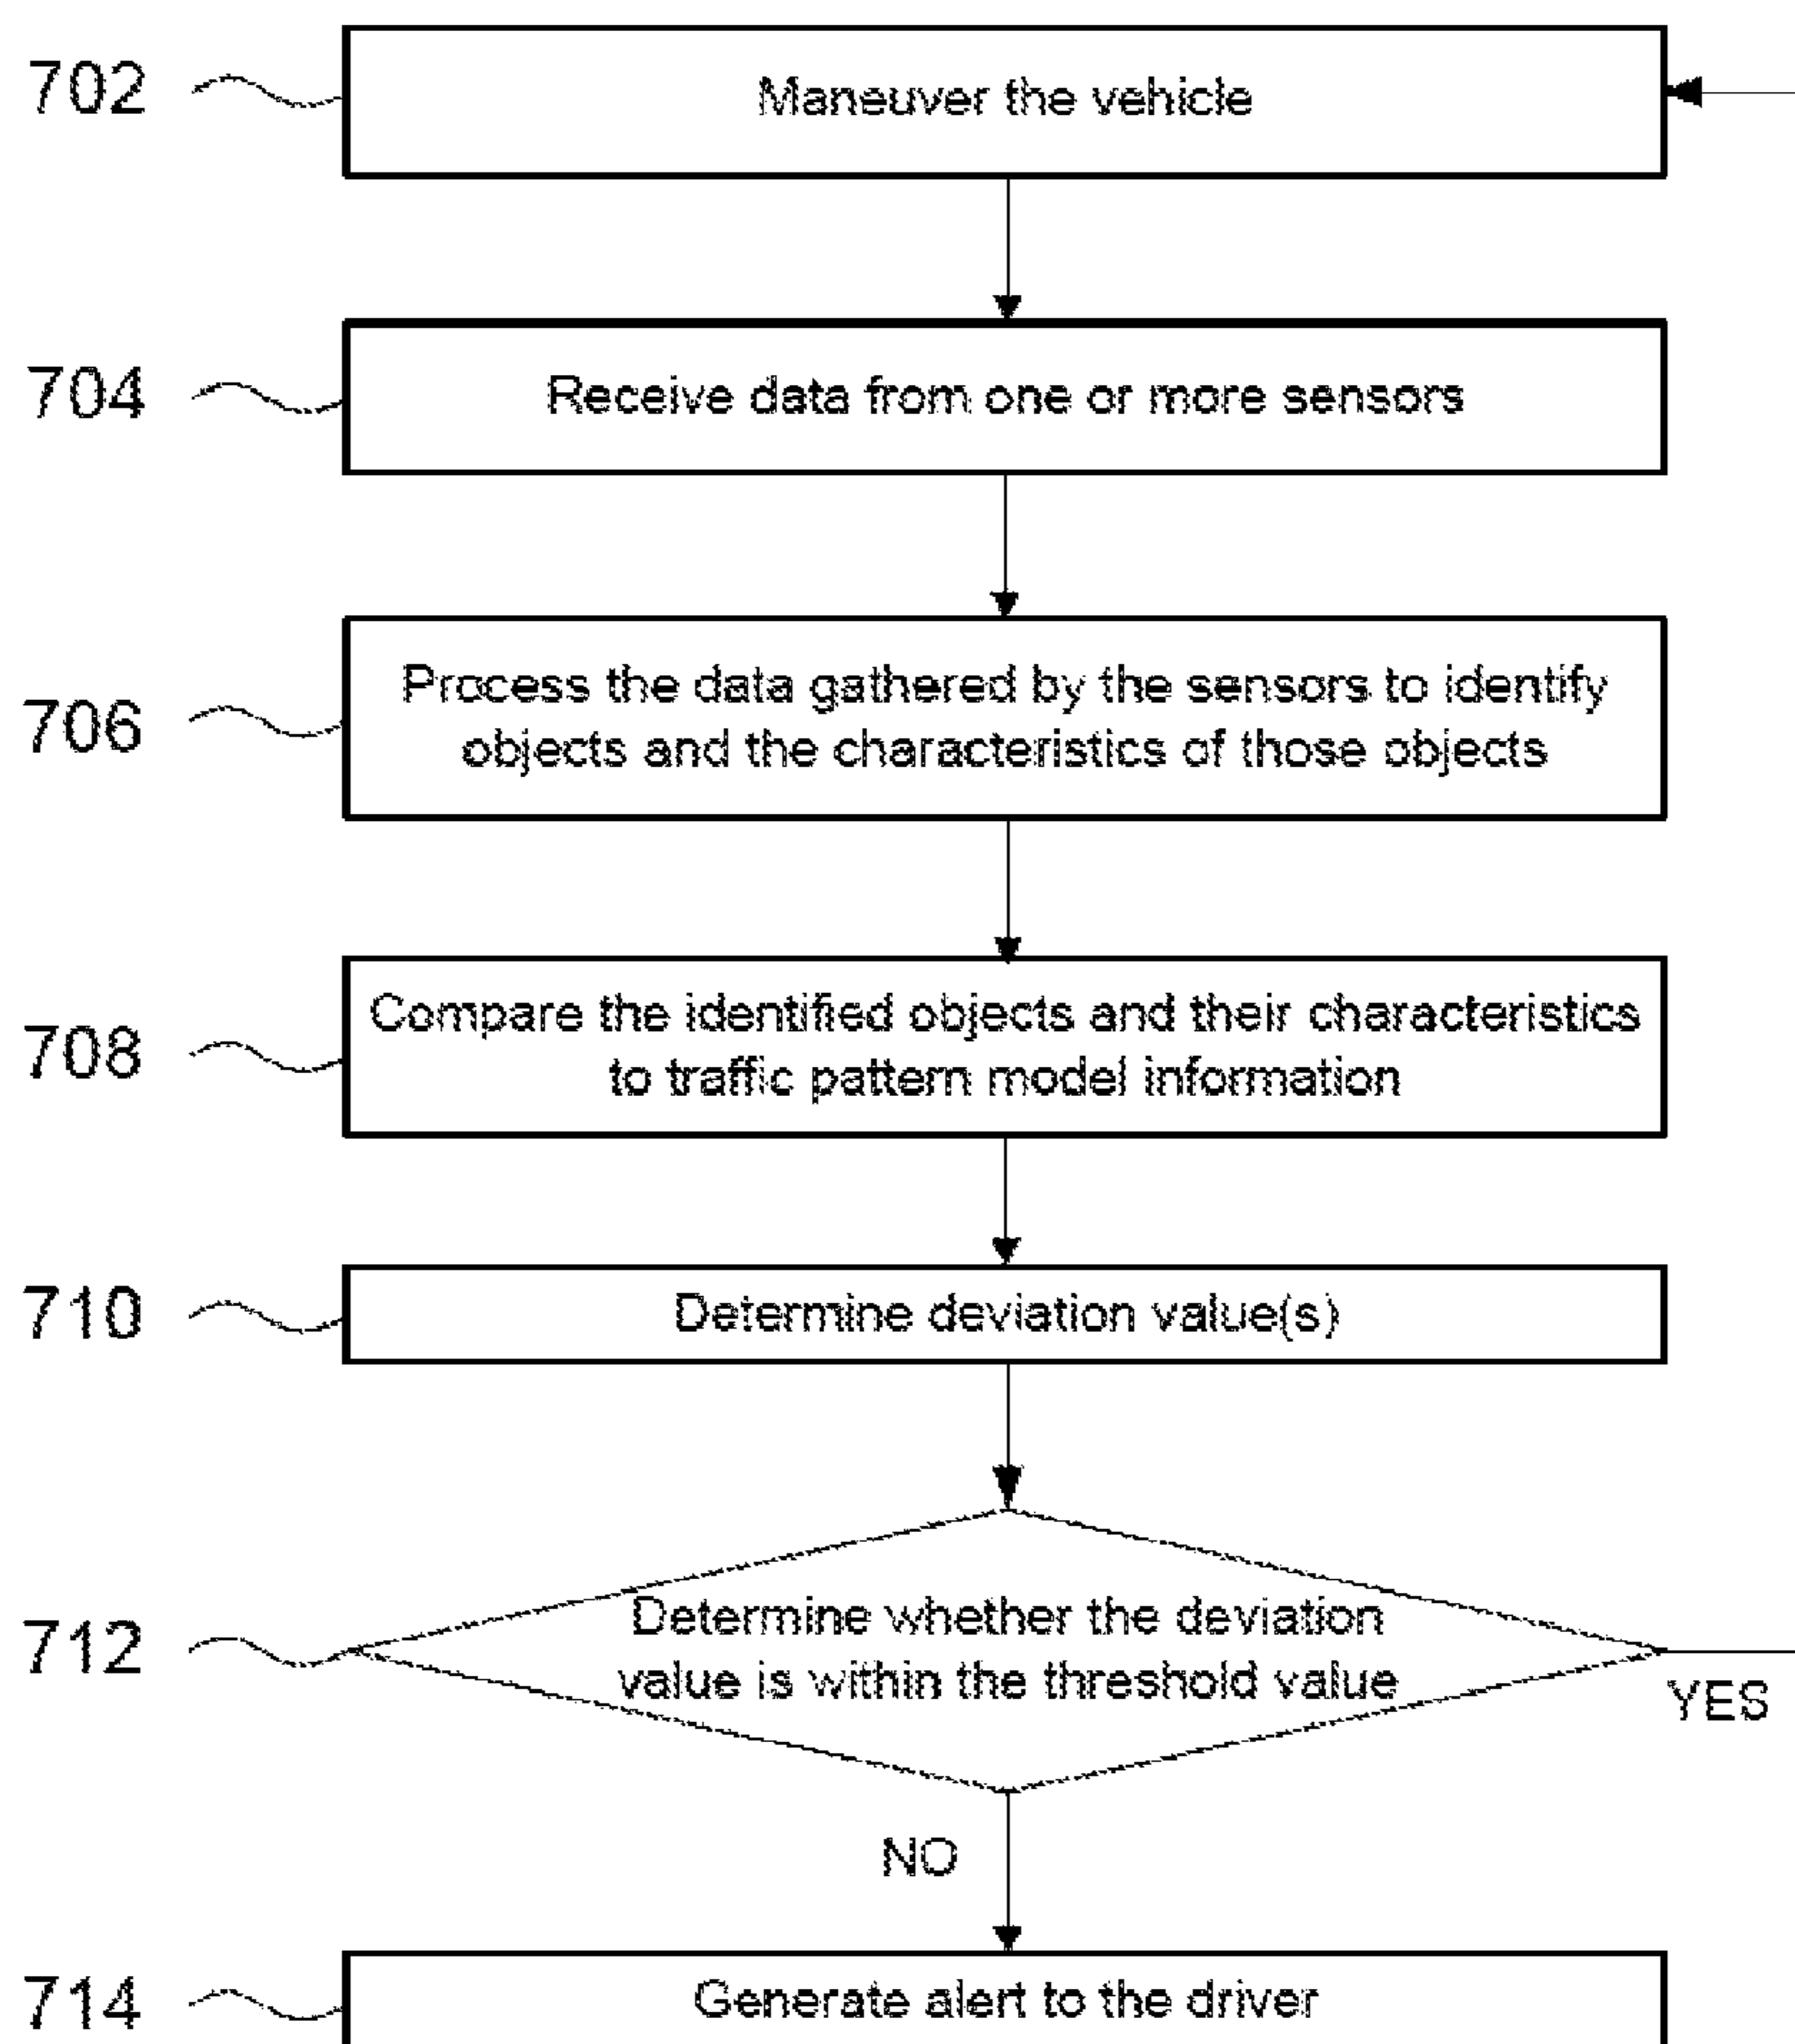 702
Maneuver the vehicle
704
Receive data from one or more sensors
706
Process the data gathered by the sensors to identify
objects and the characteristics of those objects
708
Compare the identified objects and their characteristics
to traffic pattern model information
710
Determine deviation value(s)
712
Determine whether the deviation
value is within the threshold value
YES
NO
714
Generate alert to the driver